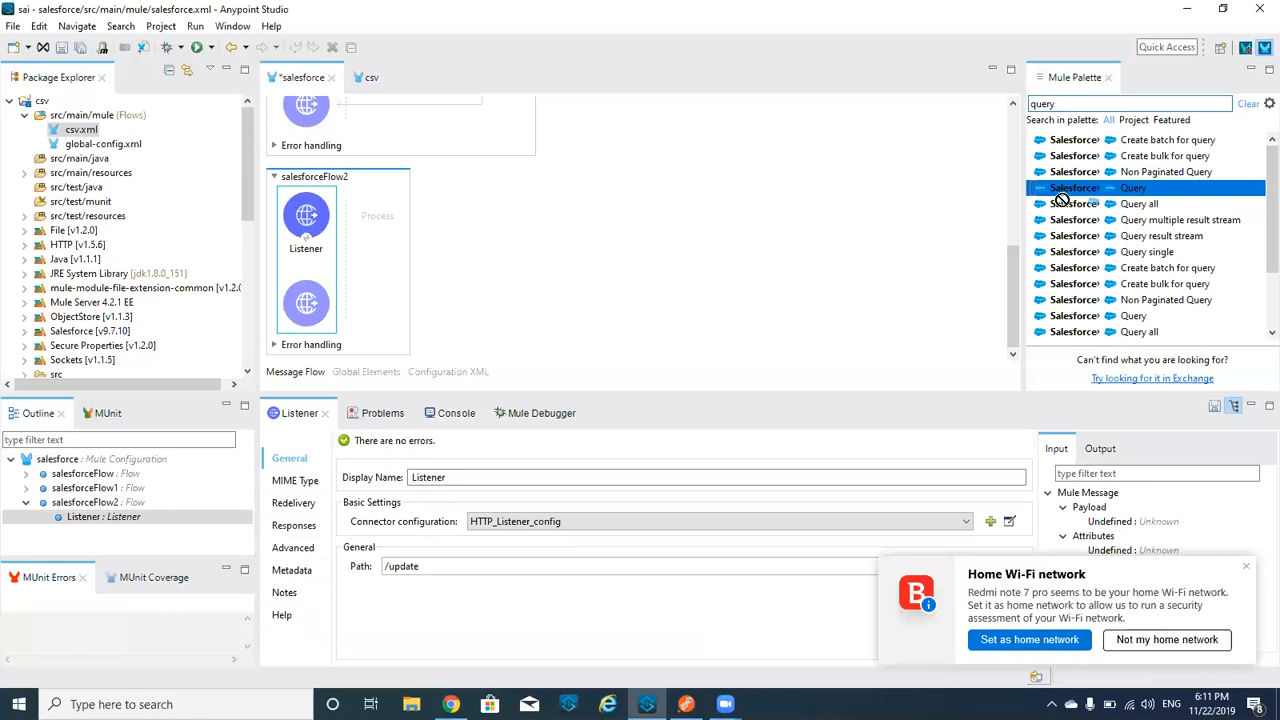 sai - salesforce/src/main/mule/salesforce.xml - Anypoint Studio
File Edit Navigate Search Project Run Window Help
Quick Access
Package Explorer
*salesforce
csv
Mule Palette
csv
src/main/mule (Flows)
csv.xml
global-config.xml
src/main/java
src/main/resources
src/test/java
src/test/munit
src/test/resources
File [v1.2.0]
HTTP [v1.5.6]
Java [v1.1.1]
JRE System Library [jdk1.8.0_151]
mule-module-file-extension-common [v1.2.0
Mule Server 4.2.1 EE
ObjectStore [v1.1.3]
Salesforce [v9.7.10]
Secure Properties [v1.2.0]
Sockets [v1.1.5]
src
Error handling
salesforceFlow2
Process
Listener
Error handling
Message Flow Global Elements Configuration XML
query
Clear
Search in palette: All Project Featured
Salesforce> Create batch for query
Salesforce> Create bulk for query
Salesforce> Non Paginated Query
Salesforce> Query
Salesforce> Query all
Salesforce> Query multiple result stream
Salesforce> Query result stream
Salesforce> Query single
Salesforce> Create batch for query
Salesforce> Create bulk for query
Salesforce> Non Paginated Query
Salesforce> Query
Salesforce> Query all
Can't find what you are looking for?
Try looking for it in Exchange
Outline
MUnit
type filter text
salesforce : Mule Configuration
salesforceFlow : Flow
salesforceFlow1 : Flow
salesforceFlow2 : Flow
Listener : Listener
MUnit Errors
MUnit Coverage
Listener
Problems
Console
Mule Debugger
There are no errors.
General
MIME Type
Redelivery
Responses
Advanced
Metadata
Notes
Help
Display Name: Listener
Basic Settings
Connector configuration: HTTP_Listener_config
General
Path: /update
Input
Output
type filter text
Mule Message
Payload
Undefined : Unknown
Attributes
Undefined : Unknown
Home Wi-Fi network
Redmi note 7 pro seems to be your home Wi-Fi network.
Set it as home network to allow us to run a security
assessment of your Wi-Fi network.
Set as home network
Not my home network
B
Type here to search
ENG
6:11 PM
11/22/2019
8